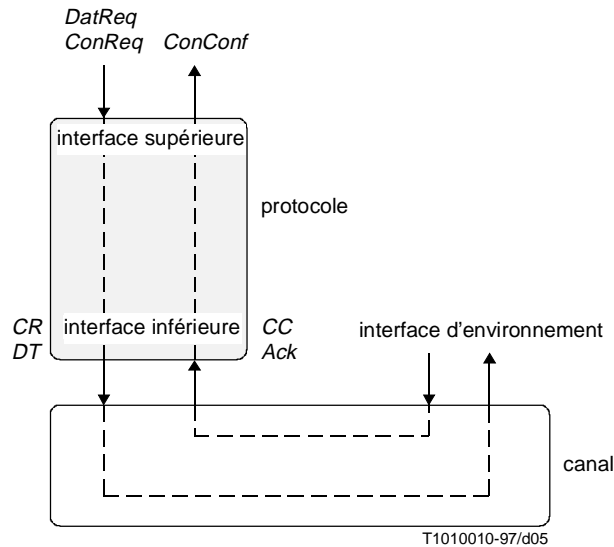 DatReq
ConReq ConConf
interface supérieure
protocole
CR interface inférieure CC
DT Ack
interface d'environnement
canal
T1010010-97/d05